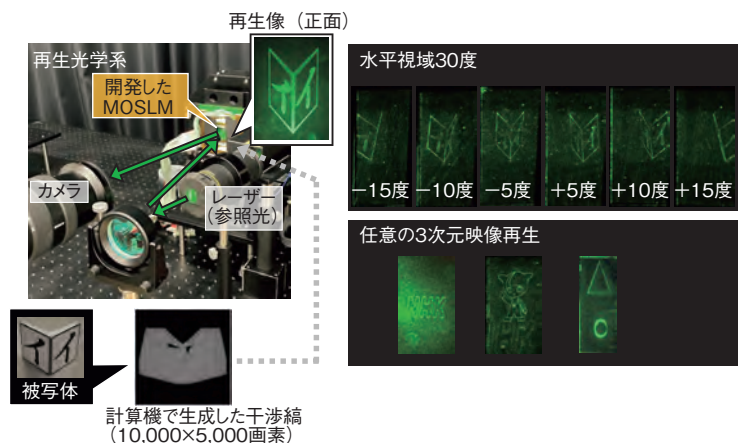 再生像（正面）
再生光学系
開発した
MOSLM
カメラ
レーザー
（参照光）
イ
イ
被写体
計算機で生成した干渉縞
（10,000×5,000画素）
水平視域30度
－15度
－10度
－5度
＋5度
＋10度
＋15度
任意の3次元映像再生